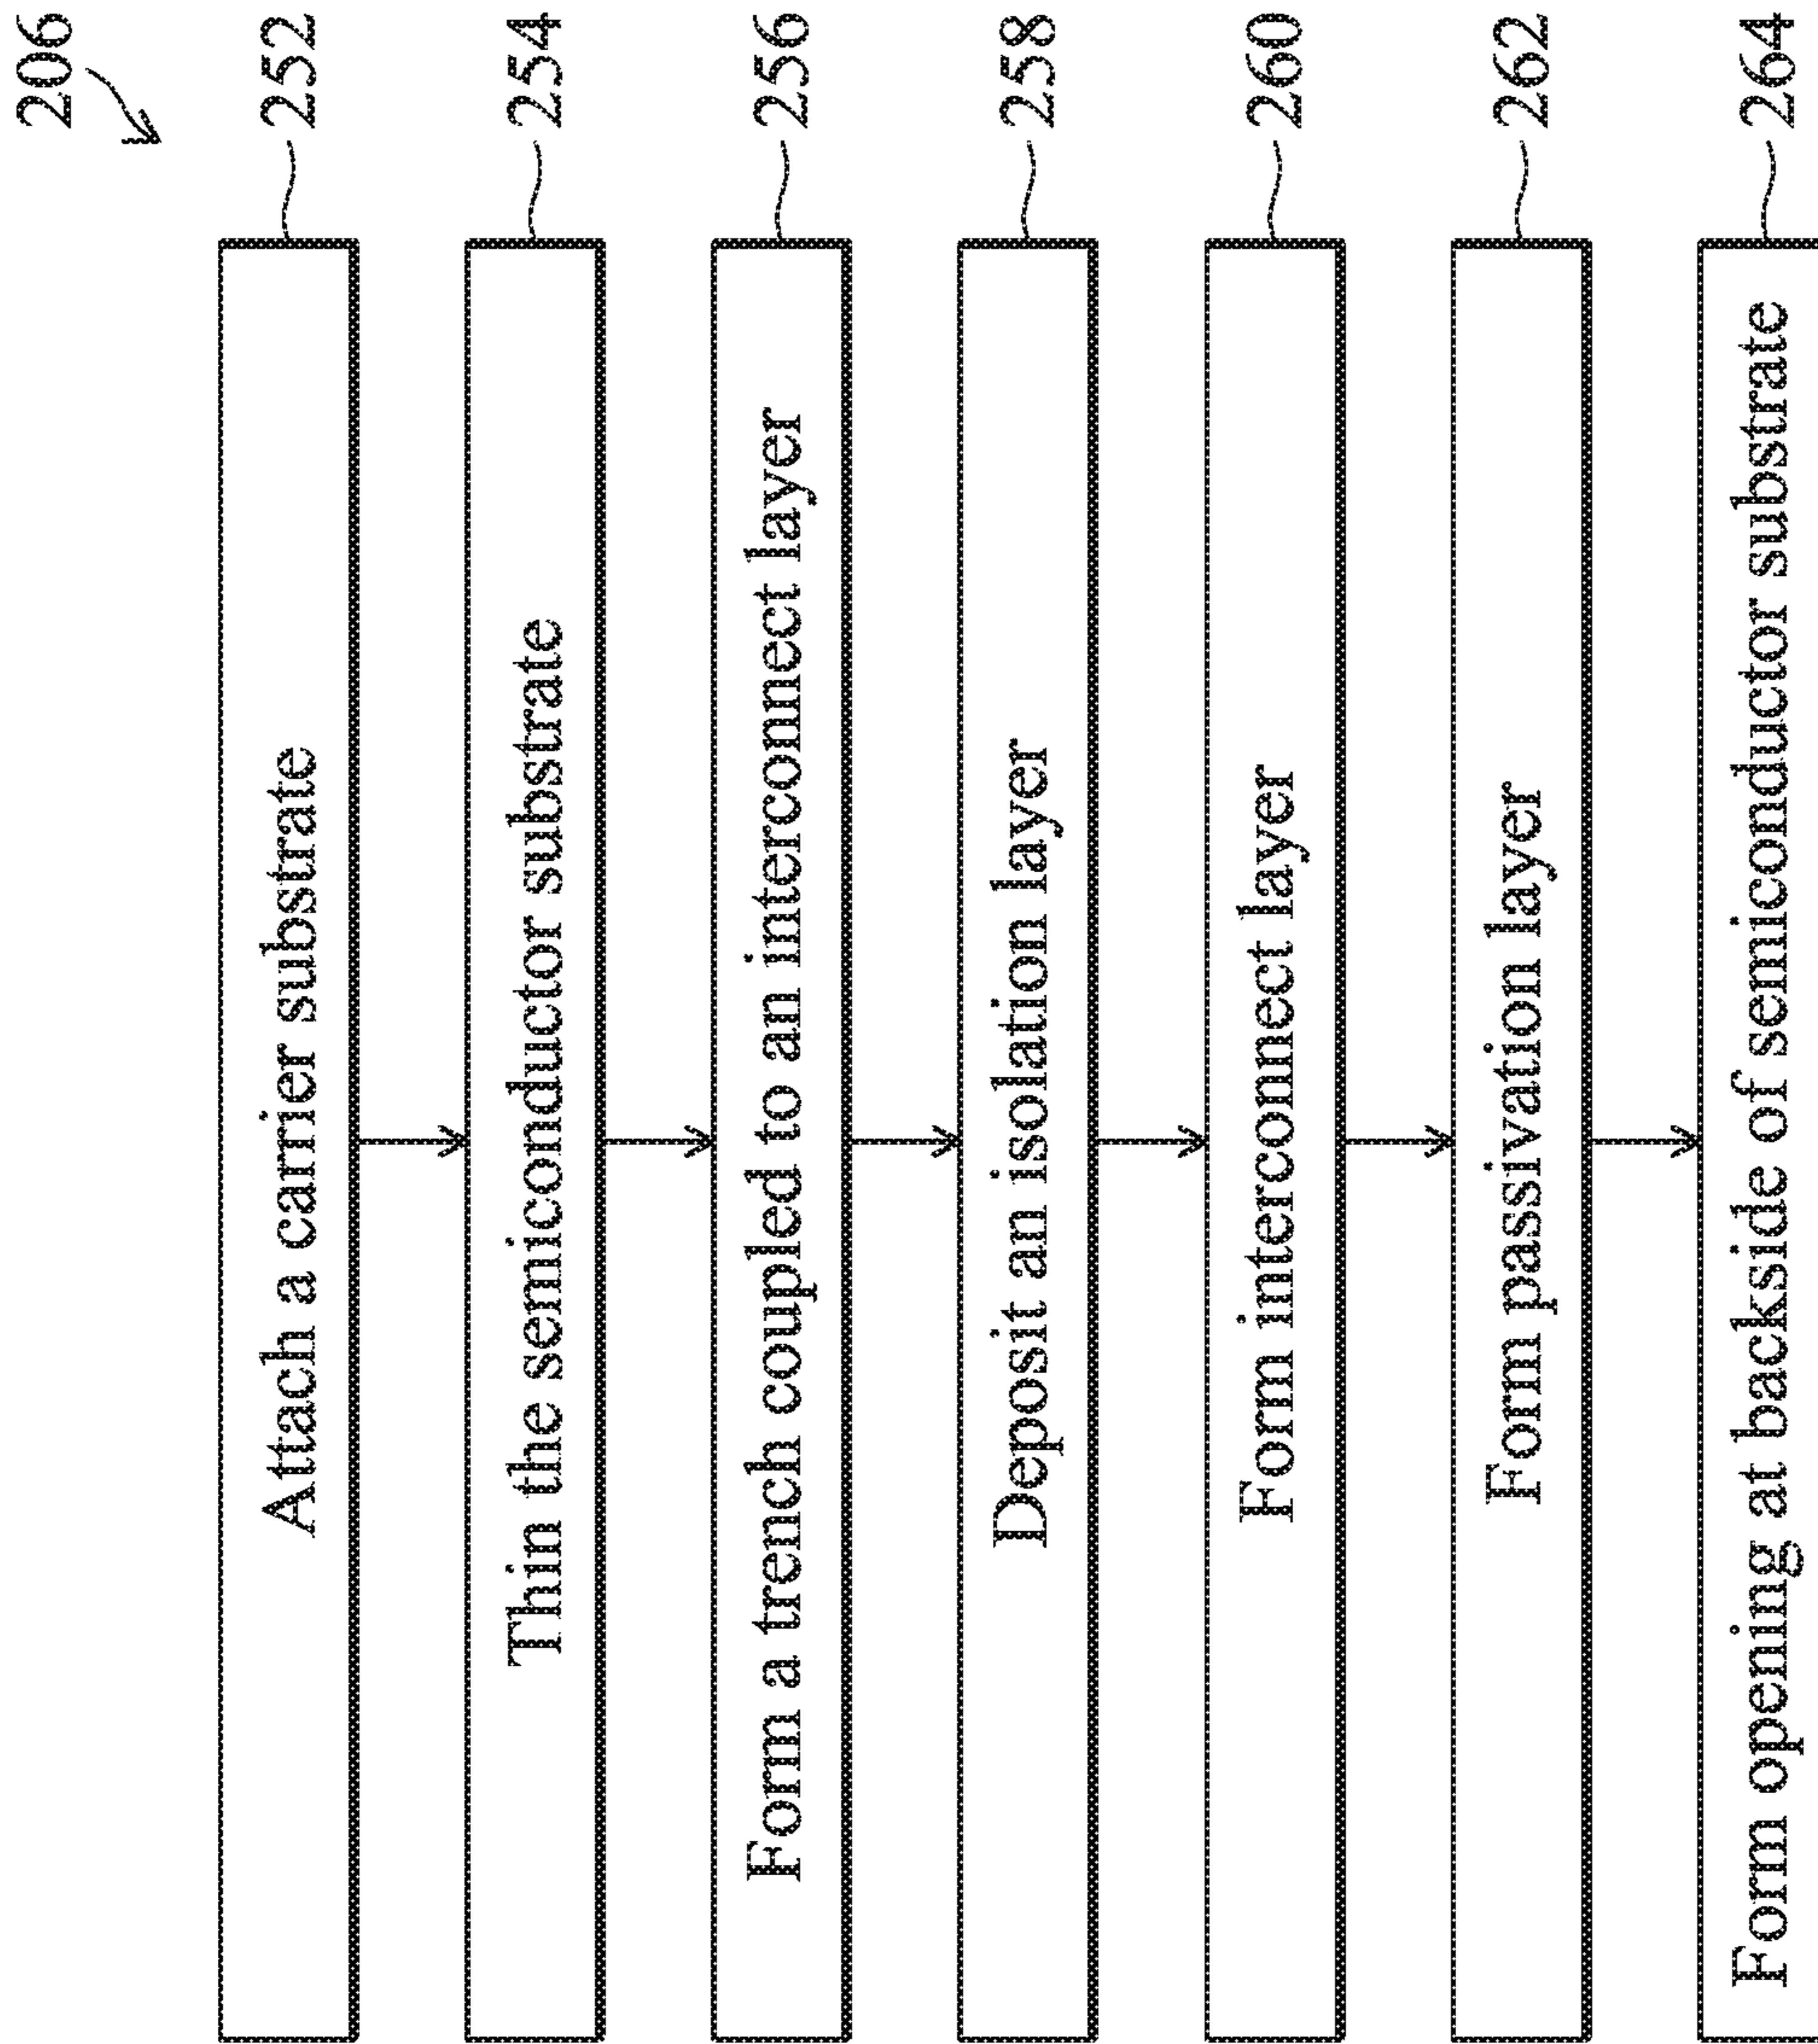 206
Attach a carrier substrate
252
Thin the semiconductor substrate
254
Form a trench coupled to an interconnect layer
256
Deposit an isolation layer
258
Form interconnect layer
260
Form passivation layer
262
Form opening at backside of semiconductor substrate
264